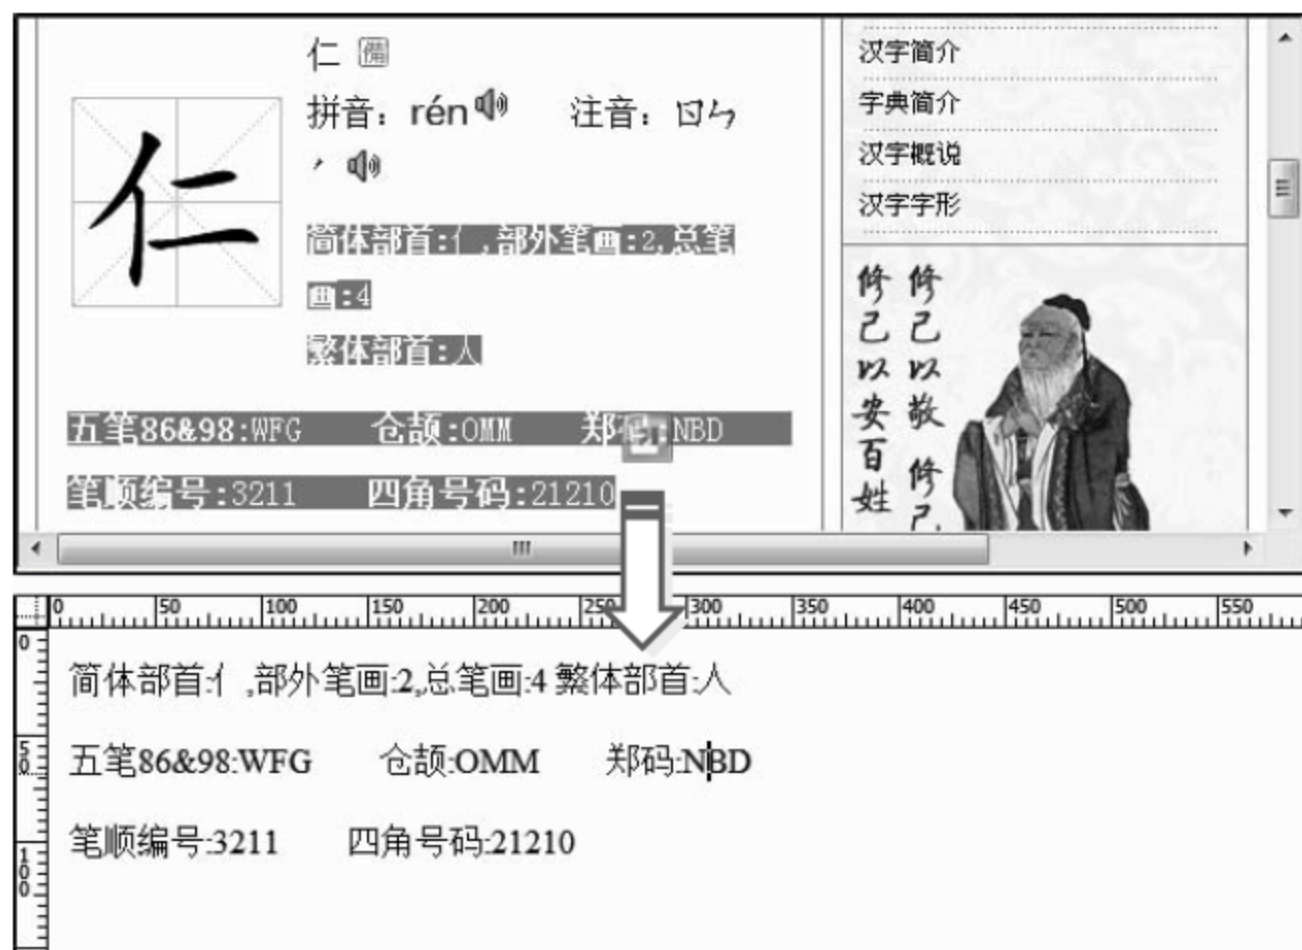 仁 備
拼音：rén 注音：ㄖㄣ
ˊ
仁
简体部首:亻,部外笔画:2,总笔
画:4
繁体部首:人
五笔86&98:WFG 仓颉:OMM 郑码:NBD
笔顺编号:3211 四角号码:21210
汉字简介
字典简介
汉字概说
汉字字形
修己以敬 修己
修己以安百姓
0 50 100 150 200 250 300 350 400 450 500 550
0
50
100
简体部首:亻,部外笔画:2,总笔画:4 繁体部首:人
五笔86&98:WFG 仓颉:OMM 郑码:NBD
笔顺编号:3211 四角号码:21210